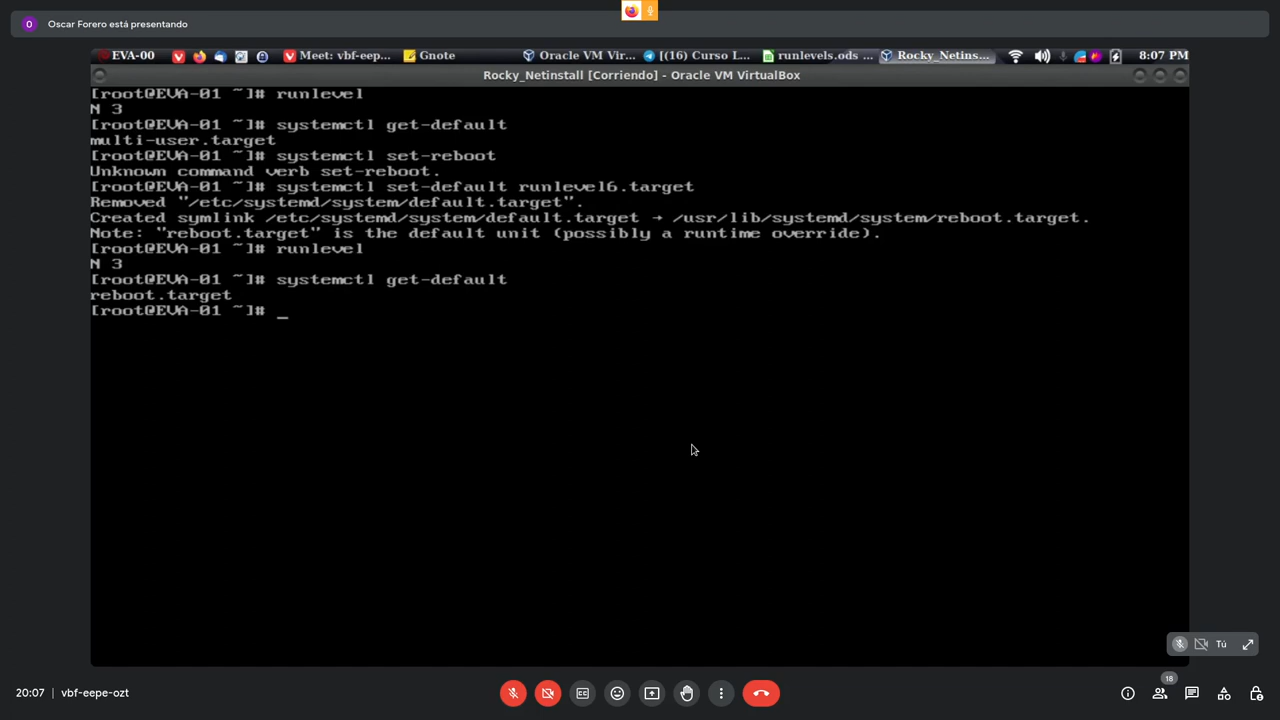 O Oscar Forero está presentando
EVA-00 Meet: vbf-eepe-... Gnote Oracle VM Vir... [(16) Curso L... runlevels.ods ... Rocky_Netins... 8:07 PM
Rocky_Netinstall [Corriendo] - Oracle VM VirtualBox
[root@EVA-01 ~]# runlevel
N 3
[root@EVA-01 ~]# systemctl get-default
multi-user.target
[root@EVA-01 ~]# systemctl set-reboot
Unknown command verb set-reboot.
[root@EVA-01 ~]# systemctl set-default runlevel6.target
Removed "/etc/systemd/system/default.target".
Created symlink /etc/systemd/system/default.target → /usr/lib/systemd/system/reboot.target.
Note: "reboot.target" is the default unit (possibly a runtime override).
[root@EVA-01 ~]# runlevel
N 3
[root@EVA-01 ~]# systemctl get-default
reboot.target
[root@EVA-01 ~]# _
Tú
18
20:07 | vbf-eepe-ozt